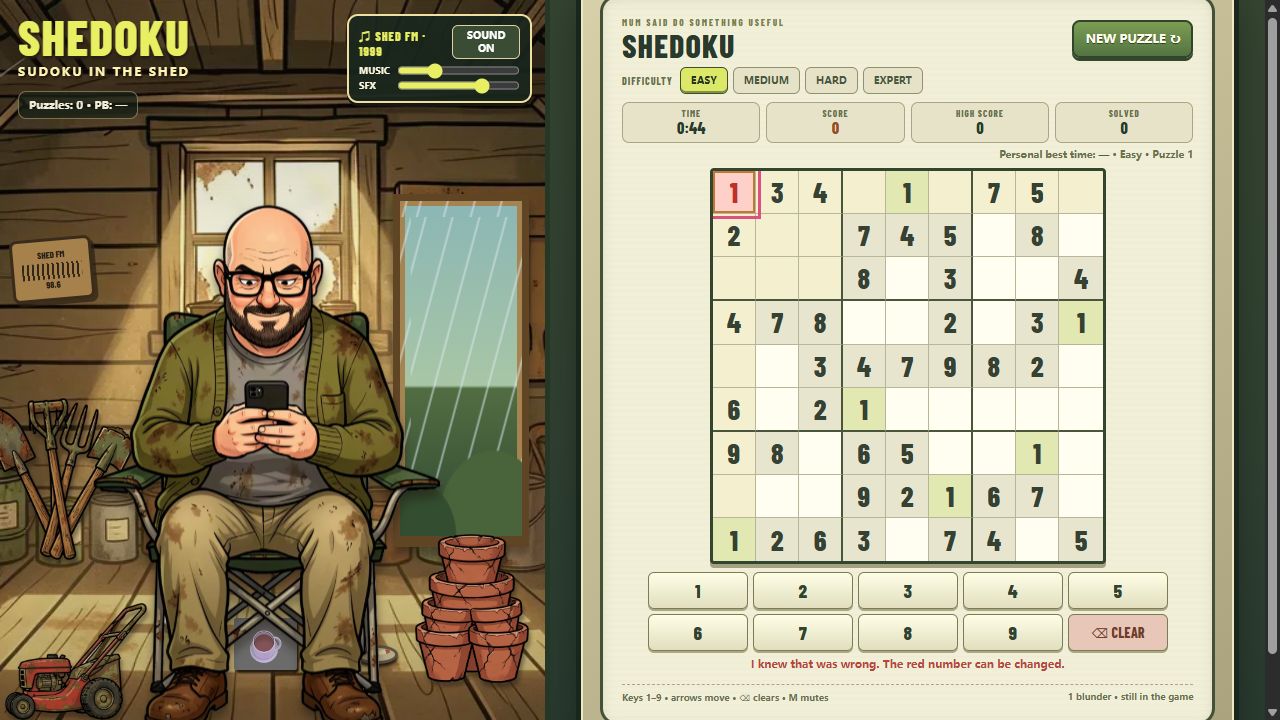 SHEDOKU
SUDOKU IN THE SHED
Puzzles: 0 • PB: —
♫ SHED FM · 1999
SOUND ON
MUSIC
SFX
SHED FM
98.6
MUM SAID DO SOMETHING USEFUL
SHEDOKU
NEW PUZZLE ↻
DIFFICULTY EASY MEDIUM HARD EXPERT
TIME SCORE HIGH SCORE SOLVED
0:44 0 0 0
Personal best time: — • Easy • Puzzle 1
1 3 4 1 7 5
2 7 4 5 8
8 3 4
4 7 8 2 3 1
3 4 7 9 8 2
6 2 1
9 8 6 5 1
9 2 1 6 7
1 2 6 3 7 4 5
1 2 3 4 5
6 7 8 9 ⌫ CLEAR
I knew that was wrong. The red number can be changed.
Keys 1–9 • arrows move • ⌫ clears • M mutes
1 blunder • still in the game